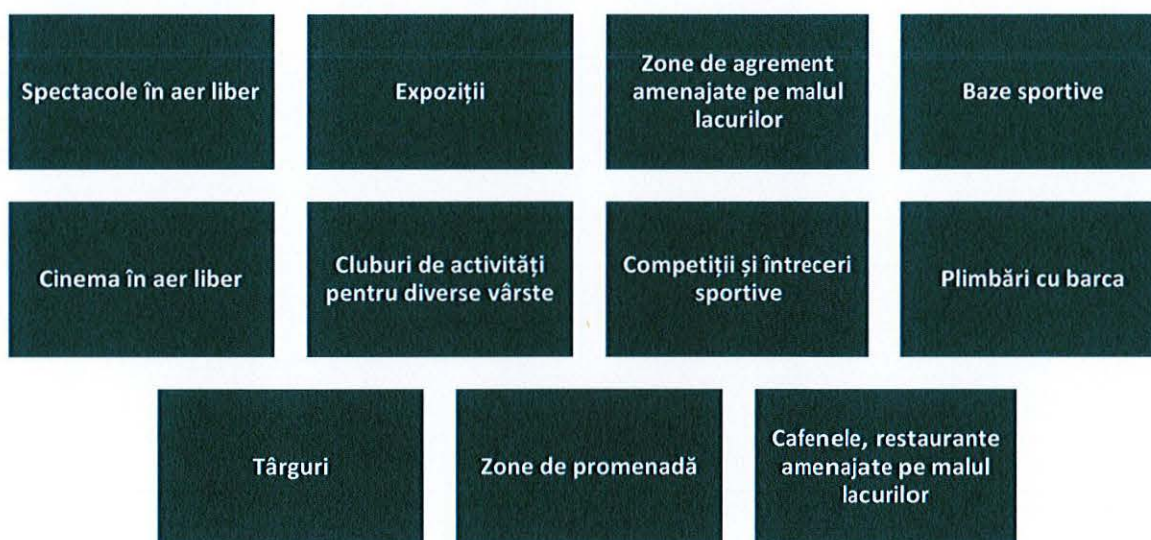 Spectacole în aer liber
Expoziții
Zone de agrement
amenajate pe malul
lacurilor
Baze sportive
Cinema în aer liber
Cluburi de activități
pentru diverse vârste
Competiții și întreceri
sportive
Plimbări cu barca
Târguri
Zone de promenadă
Cafenele, restaurante
amenajate pe malul
lacurilor